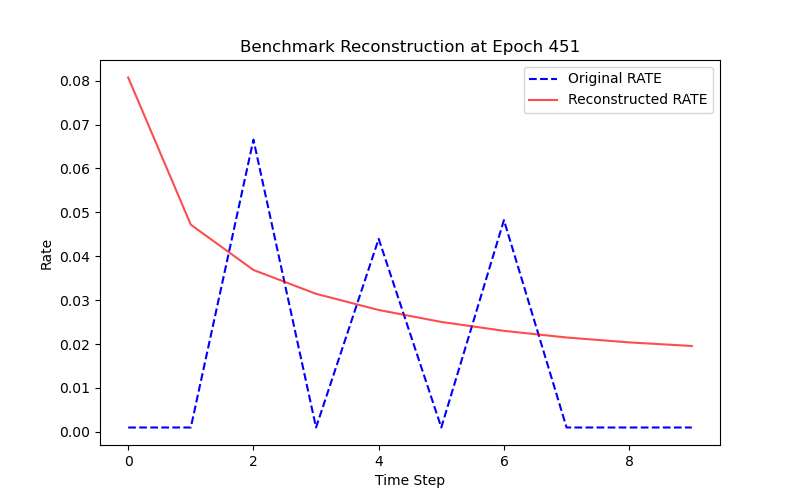 Benchmark Reconstruction at Epoch 451
Original RATE
Reconstructed RATE
0.08
0.07
0.06
0.05
0.04
0.03
0.02
0.01
0.00
Rate
0 2 4 6 8
Time Step